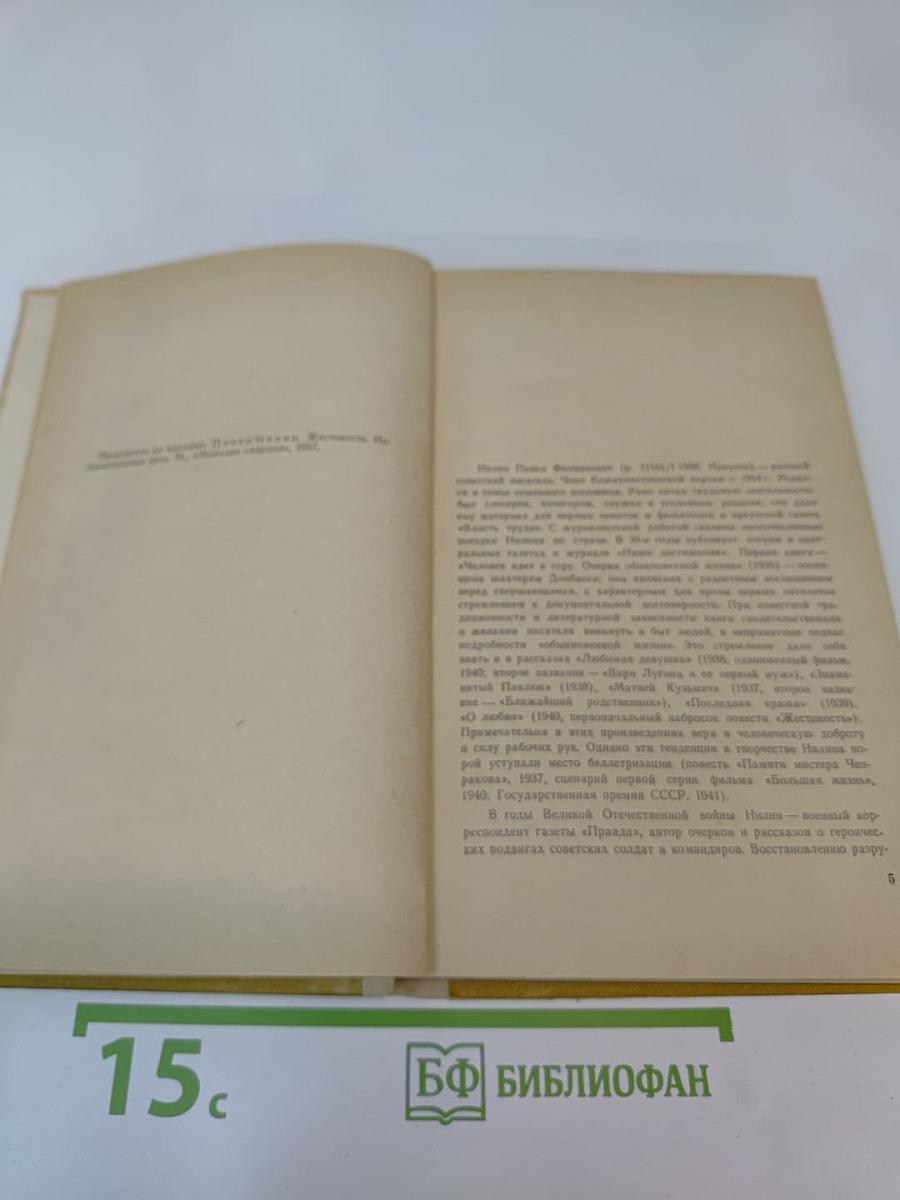 Печатается по изданию: Павел Нилин. Жестокость. Ис-
пытательный срок. М., «Молодая гвардия», 1957.
Нилин Павел Филиппович (р. 3(16)/I 1908, Иркутск) — русский
советский писатель. Член Коммунистической партии с 1944 г. Родил-
ся в семье ссыльного поселенца. Рано начал трудовую деятельность:
был слесарем, кочегаром, служил в уголовном розыске, что дало
ему материал для первых заметок и фельетонов в иркутской газете
«Власть труда». С журналистской работой связаны многочисленные
поездки Нилина по стране. В 30-е годы публикует очерки в цент-
ральных газетах и журнале «Наши достижения». Первая книга —
«Человек идет в гору. Очерки обыкновенной жизни» (1936) — посвя-
щена шахтерам Донбасса; она написана с радостным восхищением
перед свершающимся, с характерным для прозы первых пятилеток
стремлением к документальной достоверности. При известной тра-
диционности и литературной зависимости книга свидетельствовала
о желании писателя вникнуть в быт людей, в неприметные подчас
подробности «обыкновенной жизни». Это стремление дало себя
знать и в рассказах «Любимая девушка» (1936, одноименный фильм,
1940; второе название — «Варя Лугина и ее первый муж»), «Знаме-
нитый Павлюк» (1938), «Матвей Кузьмич» (1937, второе назва-
ние — «Ближайший родственник»), «Последняя кража» (1939),
«О любви» (1940, первоначальный набросок повести «Жестокость»).
Примечательна в этих произведениях вера в человеческую доброту
и силу рабочих рук. Однако эти тенденции в творчестве Нилина по-
рой уступали место беллетризации (повесть «Памяти мистера Чеп-
ракова», 1937, сценарий первой серии фильма «Большая жизнь»,
1940; Государственная премия СССР, 1941).
В годы Великой Отечественной войны Нилин — военный кор-
респондент газеты «Правда», автор очерков и рассказов о героичес-
ких подвигах советских солдат и командиров. Восстановлению разру-
5
15 с
БФ БИБЛИОФАН